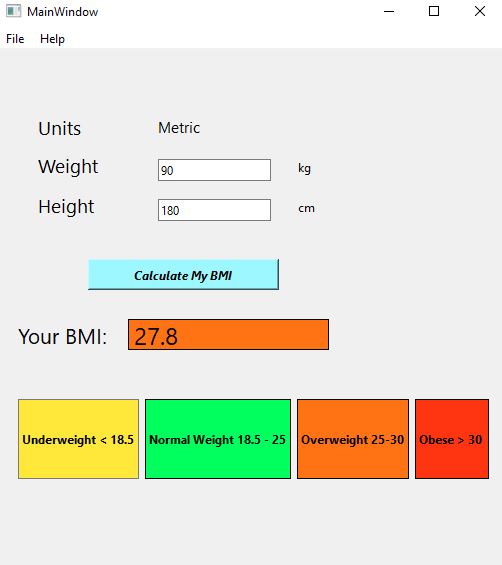 MainWindow
File Help
Units Metric
Weight 90 kg
Height 180 cm
Calculate My BMI
Your BMI: 27.8
Underweight < 18.5 Normal Weight 18.5 - 25 Overweight 25-30 Obese > 30